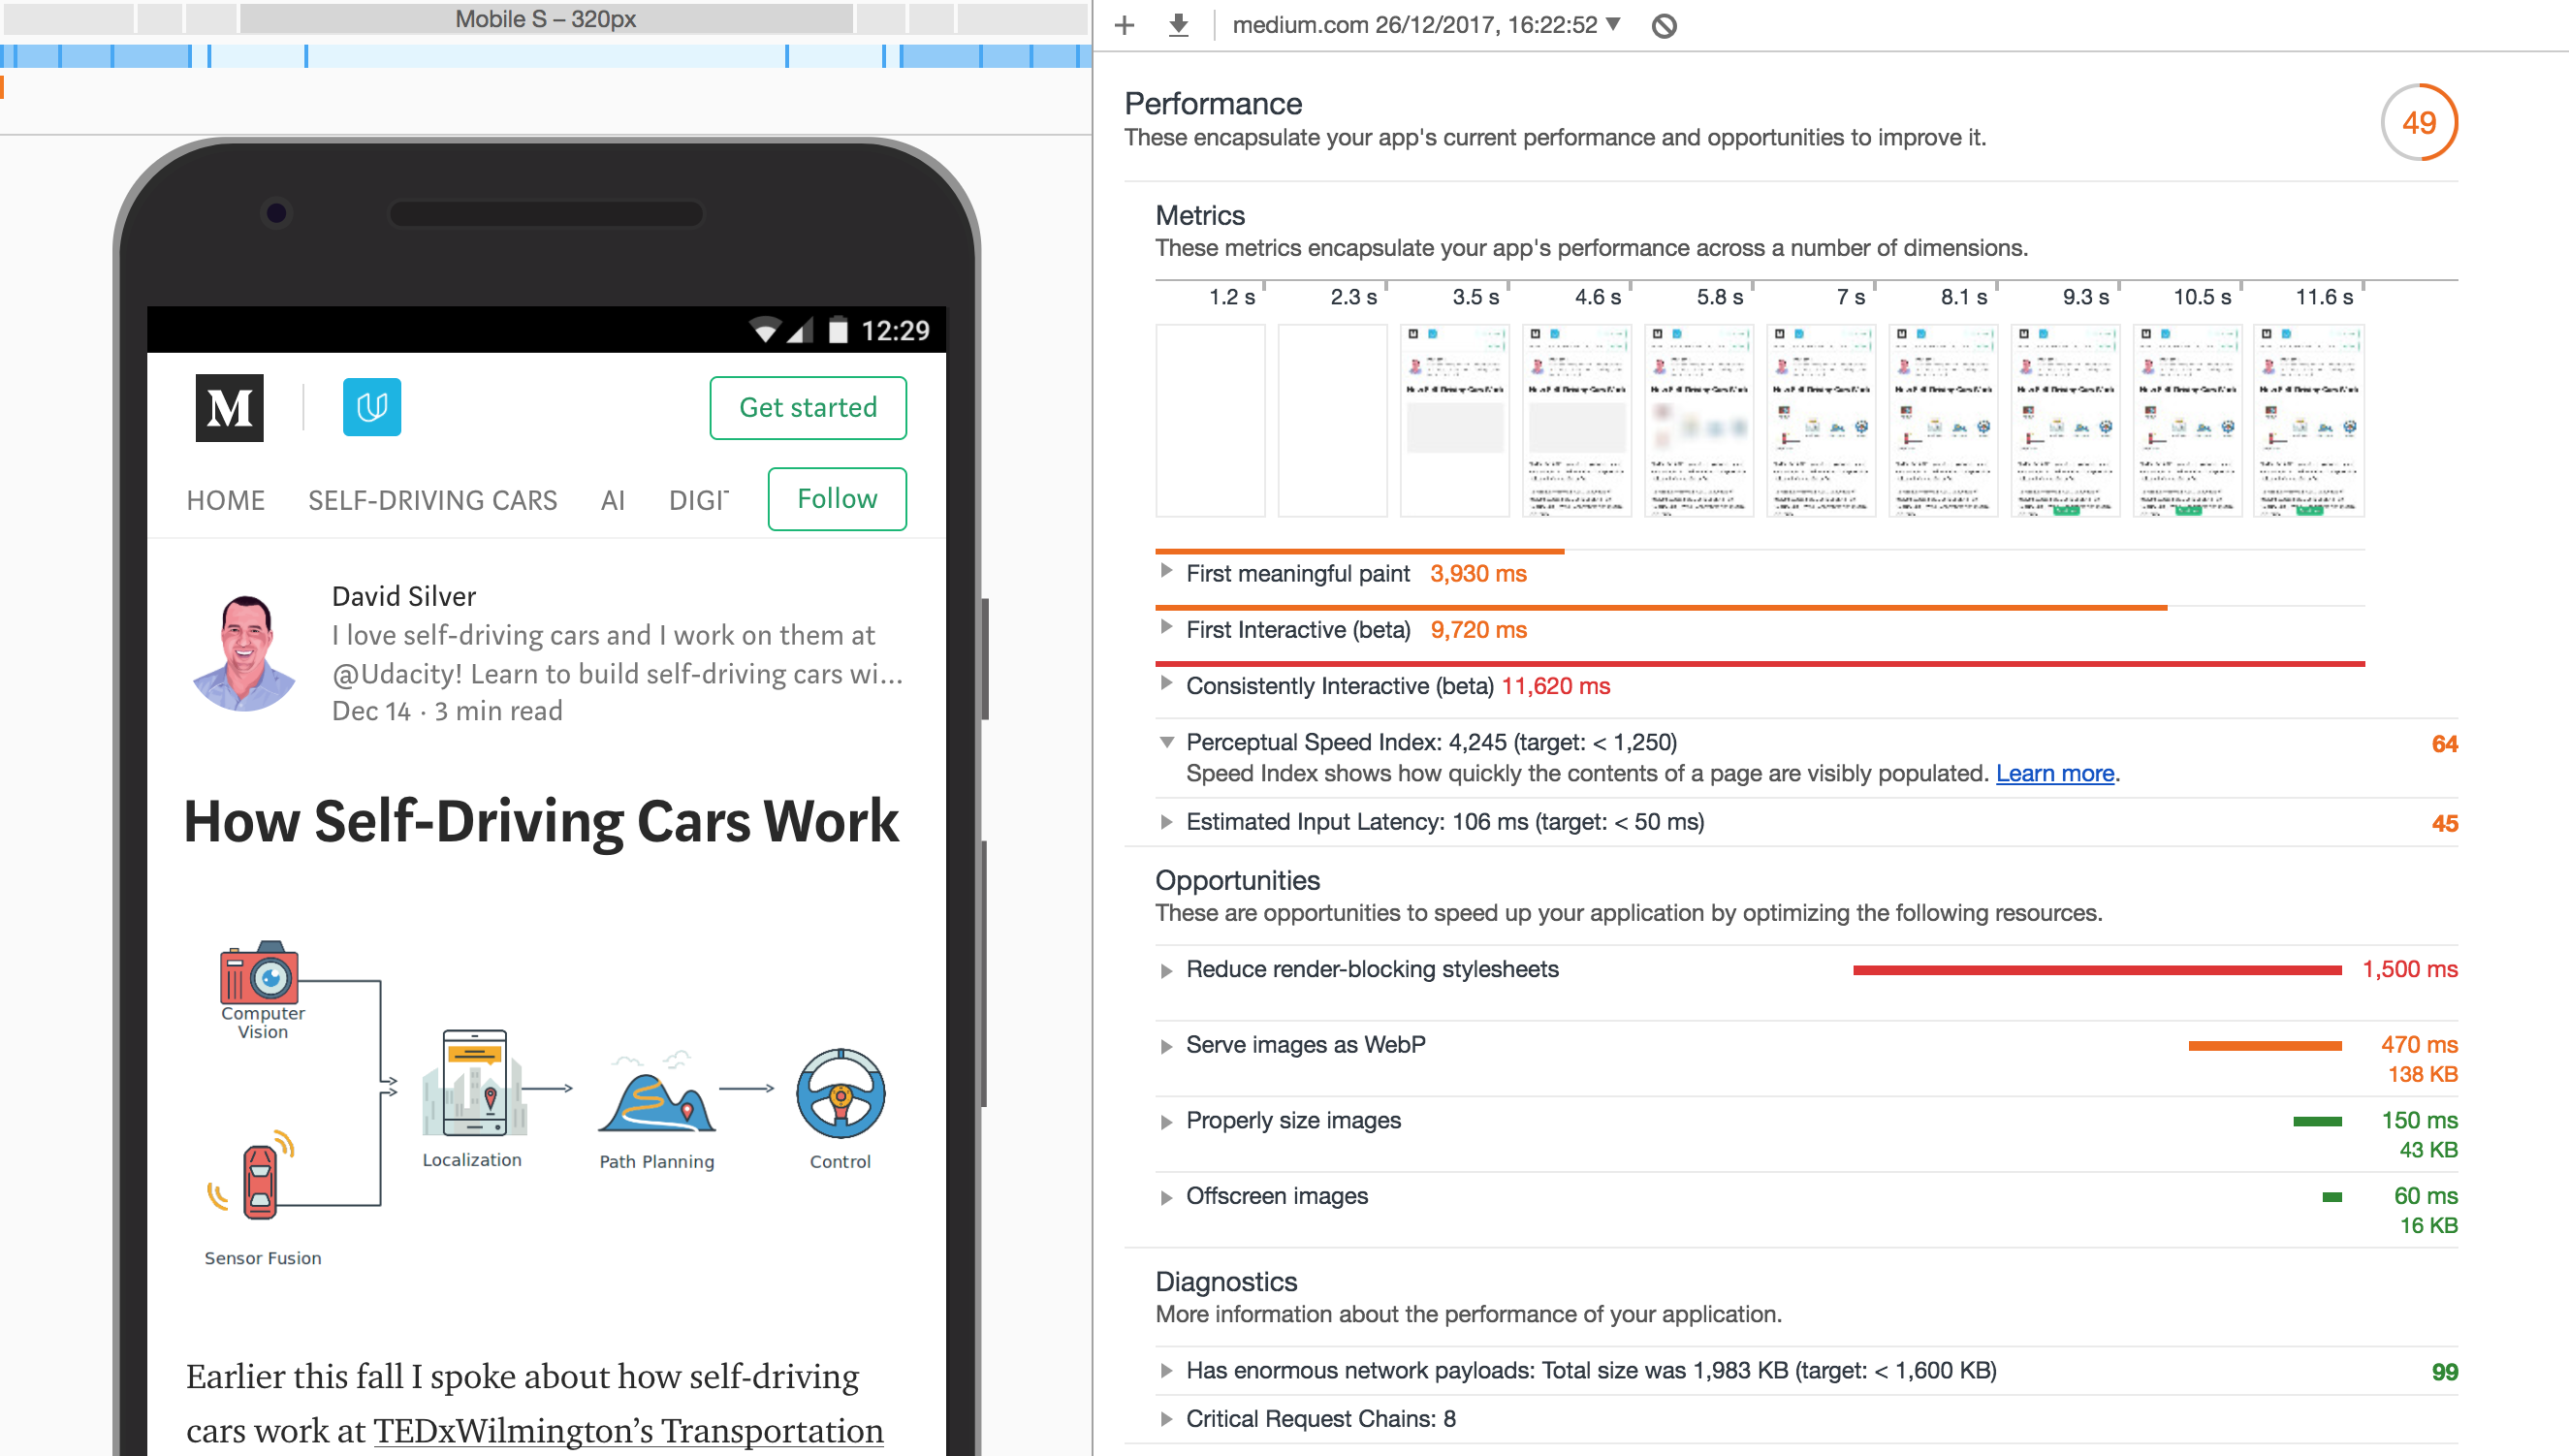 Mobile S – 320px
12:29
M
Get started
HOME SELF-DRIVING CARS AI DIGIT
Follow
David Silver
I love self-driving cars and I work on them at
@Udacity! Learn to build self-driving cars wi...
Dec 14 · 3 min read
How Self-Driving Cars Work
Computer
Vision
Localization
Path Planning
Control
Sensor Fusion
Earlier this fall I spoke about how self-driving
cars work at TEDxWilmington’s Transportation
medium.com 26/12/2017, 16:22:52
Performance
These encapsulate your app's current performance and opportunities to improve it.
49
Metrics
These metrics encapsulate your app's performance across a number of dimensions.
1.2 s 2.3 s 3.5 s 4.6 s 5.8 s 7 s 8.1 s 9.3 s 10.5 s 11.6 s
First meaningful paint 3,930 ms
First Interactive (beta) 9,720 ms
Consistently Interactive (beta) 11,620 ms
Perceptual Speed Index: 4,245 (target: < 1,250) 64
Speed Index shows how quickly the contents of a page are visibly populated. Learn more.
Estimated Input Latency: 106 ms (target: < 50 ms) 45
Opportunities
These are opportunities to speed up your application by optimizing the following resources.
Reduce render-blocking stylesheets 1,500 ms
Serve images as WebP 470 ms
138 KB
Properly size images 150 ms
43 KB
Offscreen images 60 ms
16 KB
Diagnostics
More information about the performance of your application.
Has enormous network payloads: Total size was 1,983 KB (target: < 1,600 KB) 99
Critical Request Chains: 8